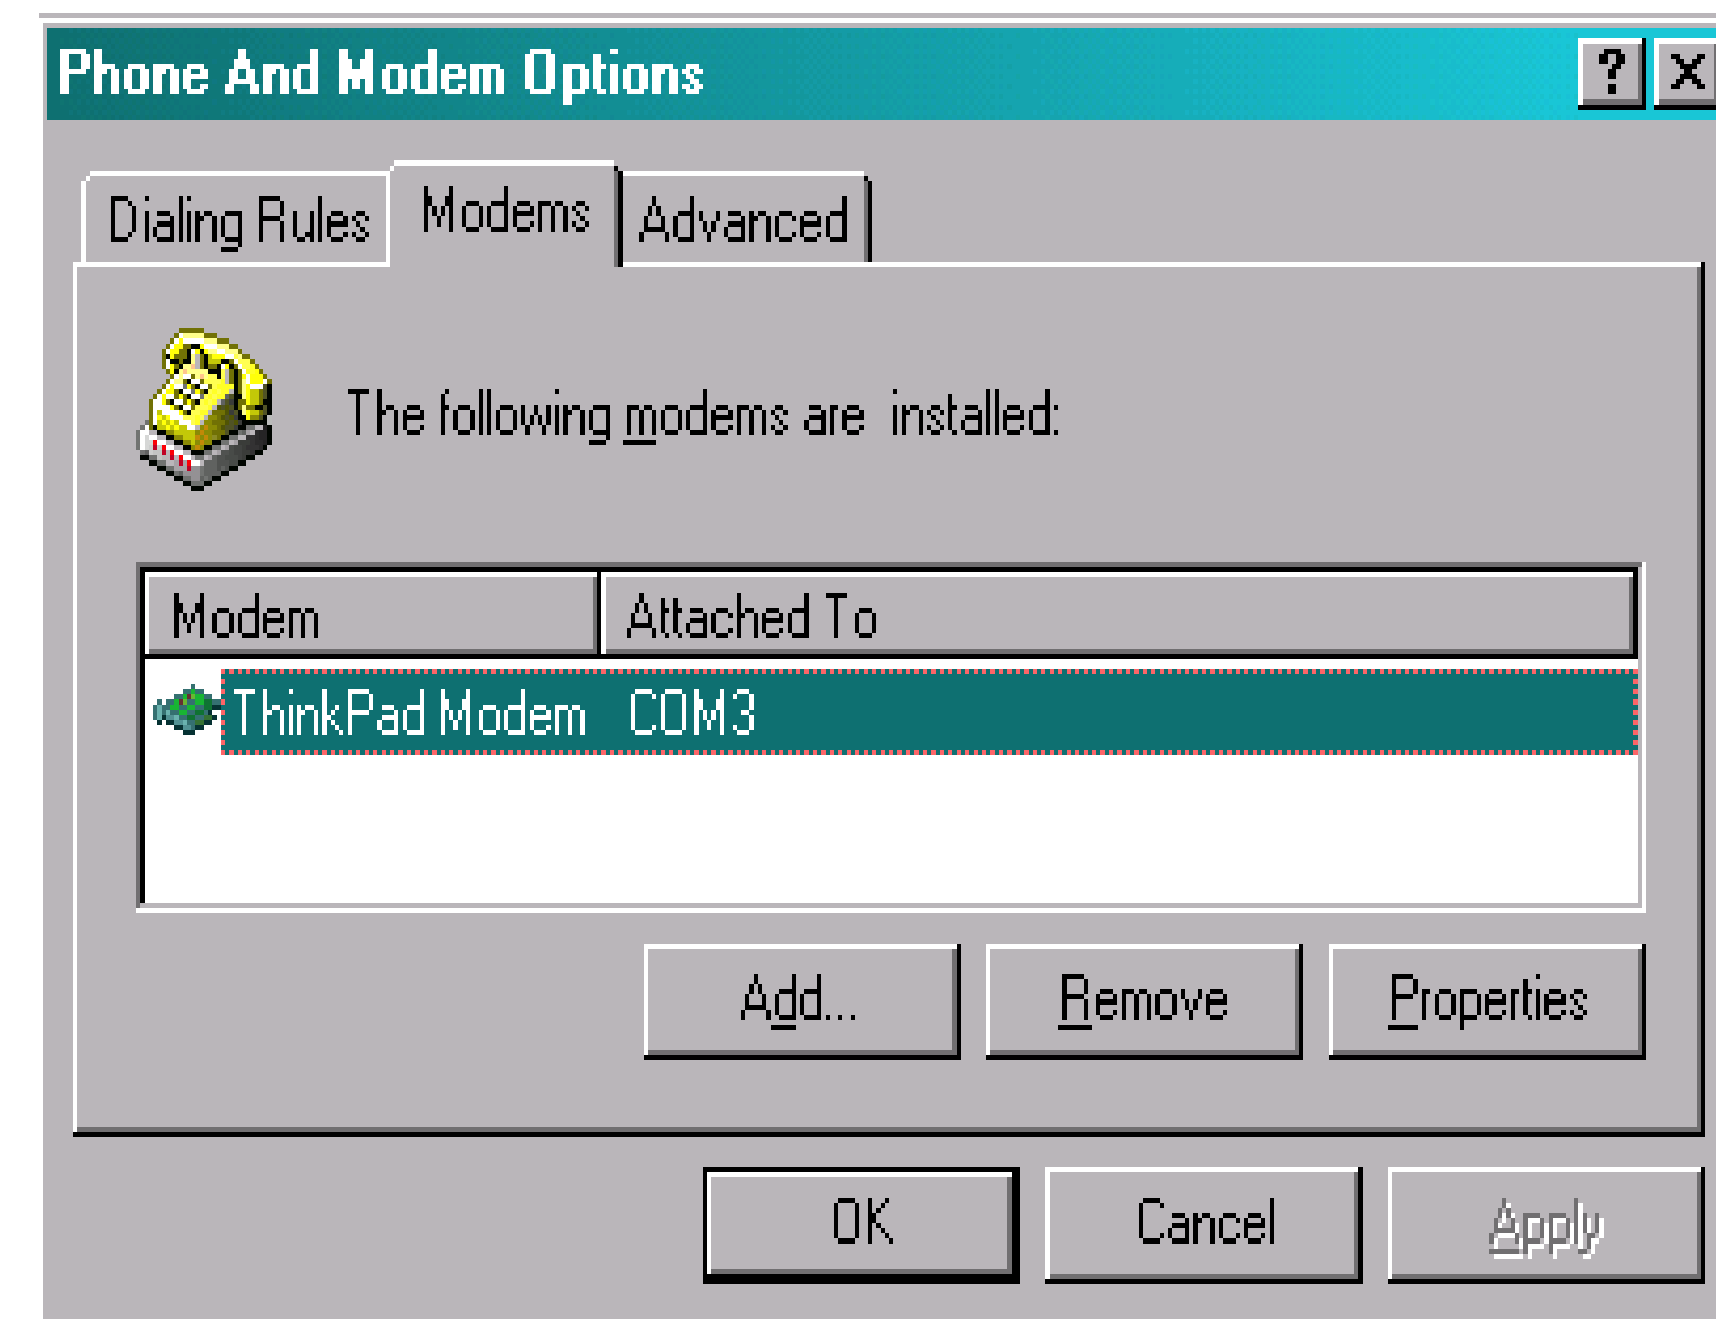 Phone And Modem Options ? X
Dialing Rules Modems Advanced
The following modems are installed:
Modem Attached To
ThinkPad Modem COM3
Add... Remove Properties
OK Cancel Apply